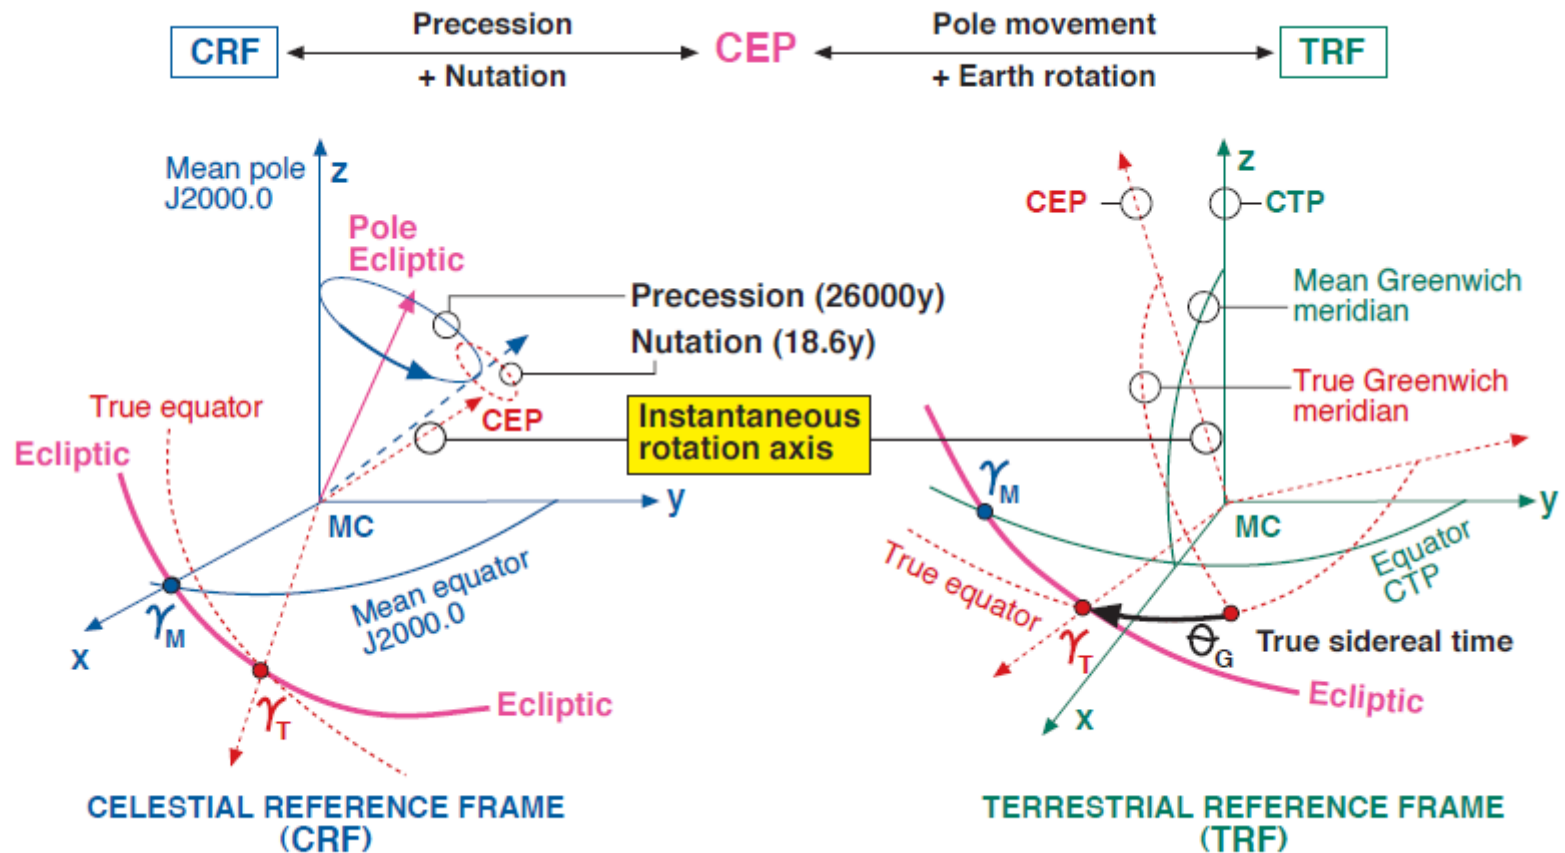 CRF
Precession
+ Nutation
CEP
Pole movement
+ Earth rotation
TRF
Mean pole
J2000.0
z
Pole
Ecliptic
Precession (26000y)
Nutation (18.6y)
True equator
CEP
Ecliptic
Instantaneous
rotation axis
y
MC
Mean equator
J2000.0
γM
x
γT
Ecliptic
CELESTIAL REFERENCE FRAME
(CRF)
z
CEP
CTP
Mean Greenwich
meridian
True Greenwich
meridian
γM
y
MC
Equator
CTP
True equator
γT
θG
True sidereal time
Ecliptic
x
TERRESTRIAL REFERENCE FRAME
(TRF)